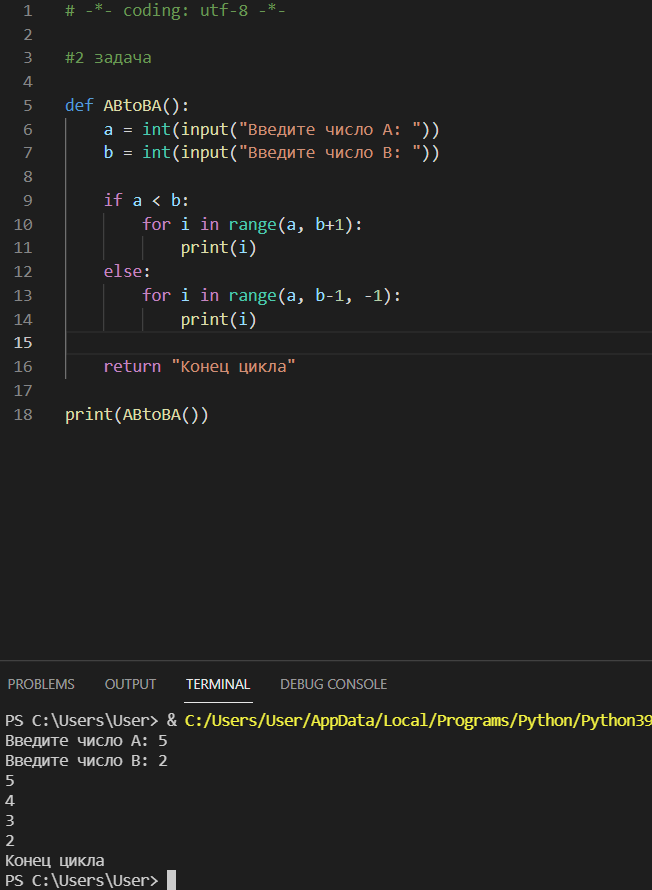 1 # -*- coding: utf-8 -*-
2
3 #2 задача
4
5 def ABtoBA():
6     a = int(input("Введите число A: "))
7     b = int(input("Введите число B: "))
8
9     if a < b:
10         for i in range(a, b+1):
11             print(i)
12     else:
13         for i in range(a, b-1, -1):
14             print(i)
15
16     return "Конец цикла"
17
18 print(ABtoBA())
PROBLEMS OUTPUT TERMINAL DEBUG CONSOLE
PS C:\Users\User> & C:/Users/User/AppData/Local/Programs/Python/Python39
Введите число A: 5
Введите число B: 2
5
4
3
2
Конец цикла
PS C:\Users\User>